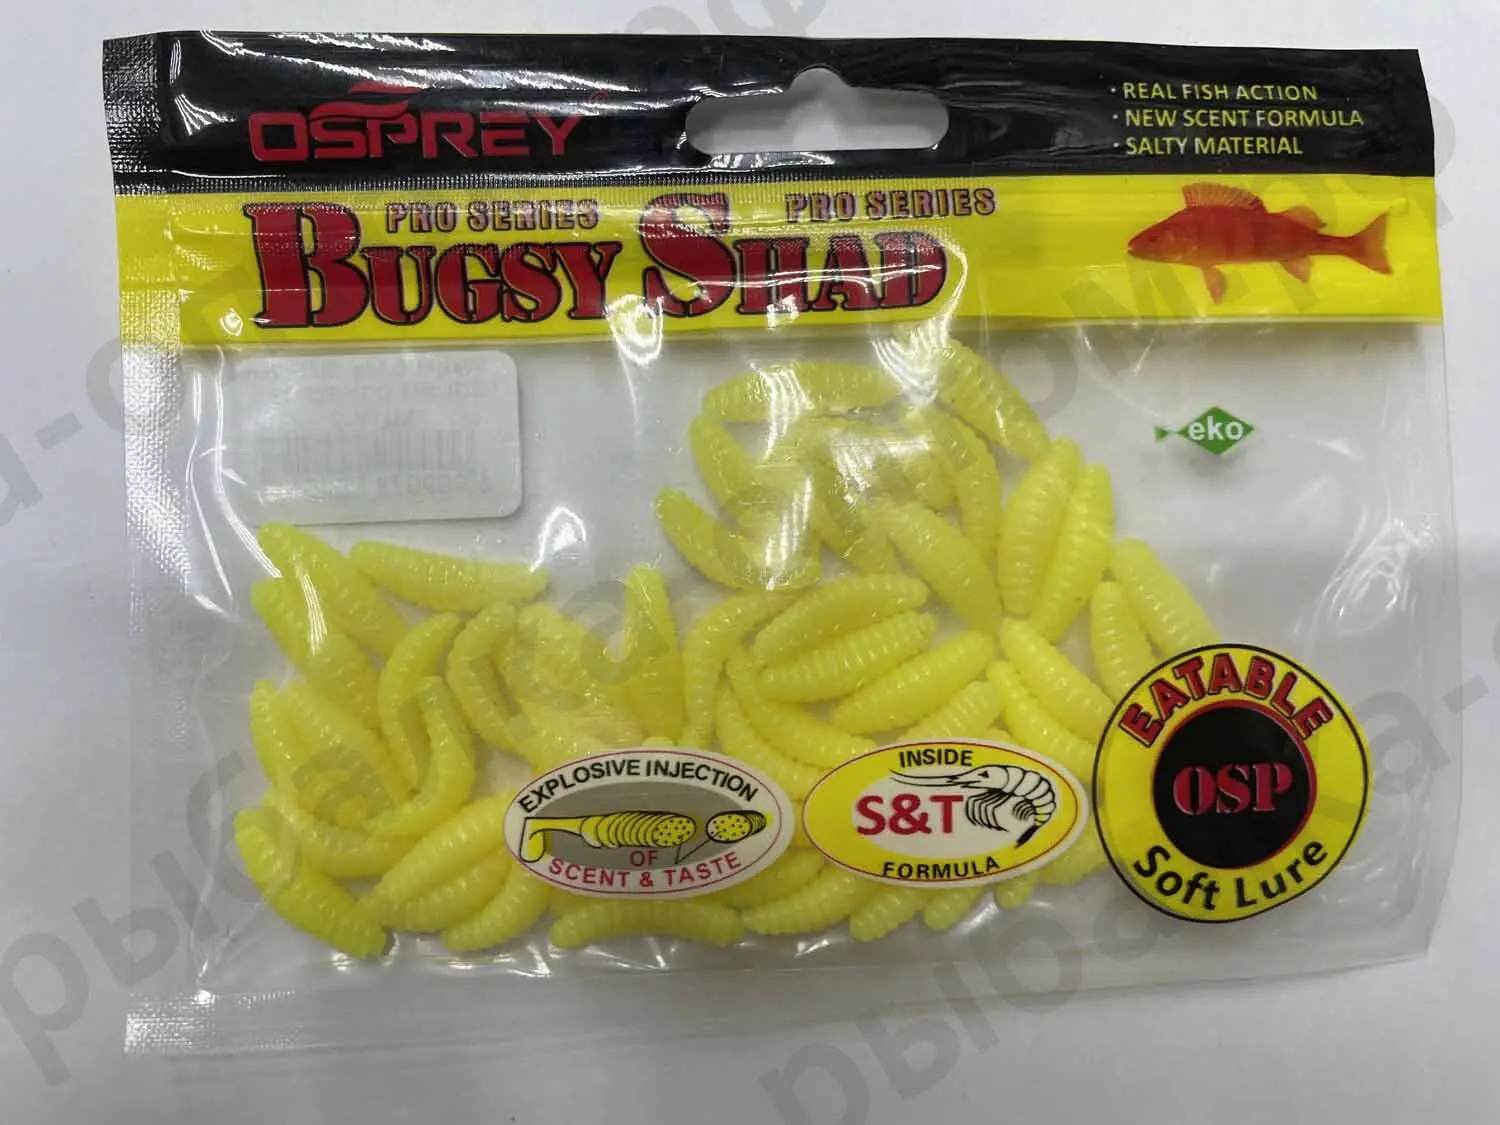 OSPREY®
· REAL FISH ACTION
· NEW SCENT FORMULA
· SALTY MATERIAL
PRO SERIES PRO SERIES
BUGSY SHAD
eko
EXPLOSIVE INJECTION
OF
SCENT & TASTE
INSIDE
S&T
FORMULA
EATABLE
OSP
Soft Lure